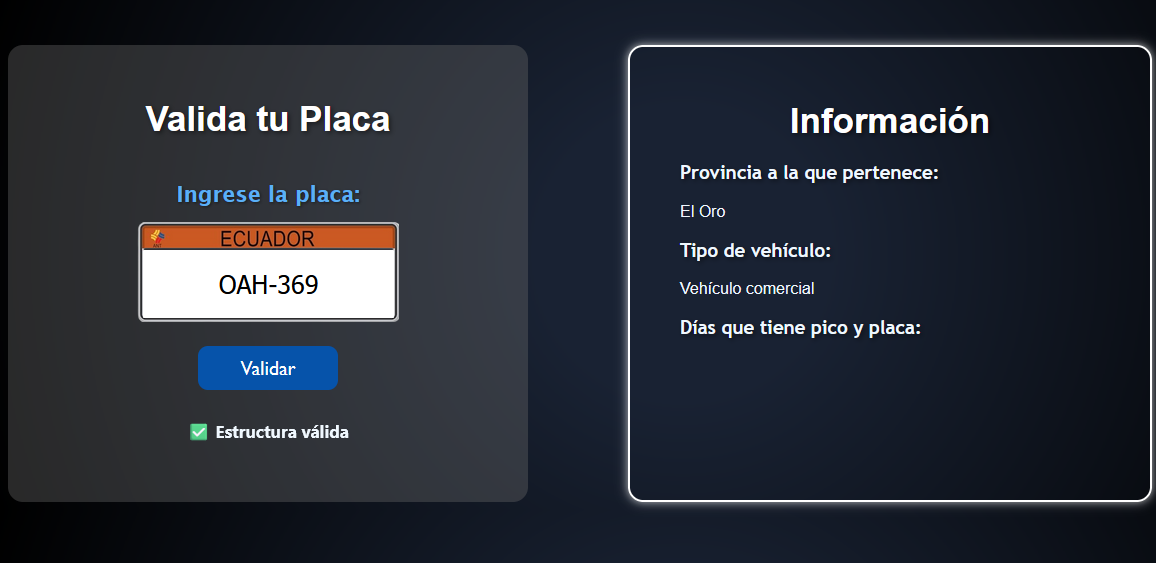 Valida tu Placa
Ingrese la placa:
ANT
ECUADOR
OAH-369
Validar
Estructura válida
Información
Provincia a la que pertenece:
El Oro
Tipo de vehículo:
Vehículo comercial
Días que tiene pico y placa: